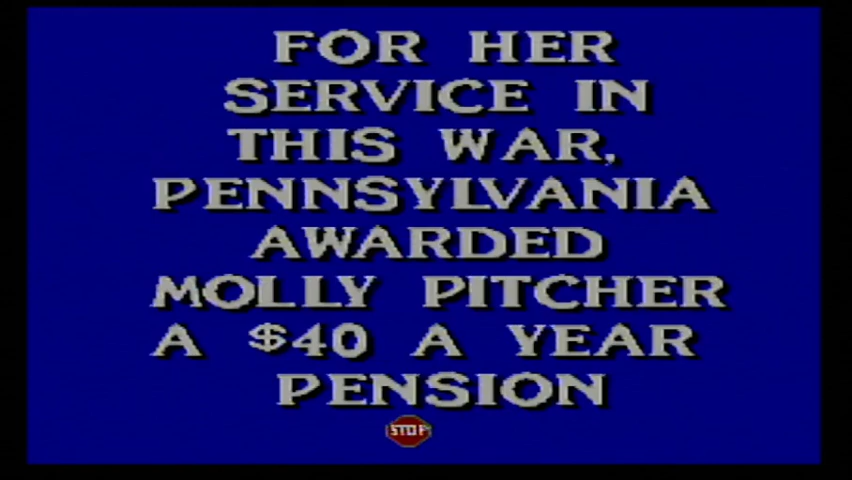 FOR HER
SERVICE IN
THIS WAR,
PENNSYLVANIA
AWARDED
MOLLY PITCHER
A $40 A YEAR
PENSION
STOP